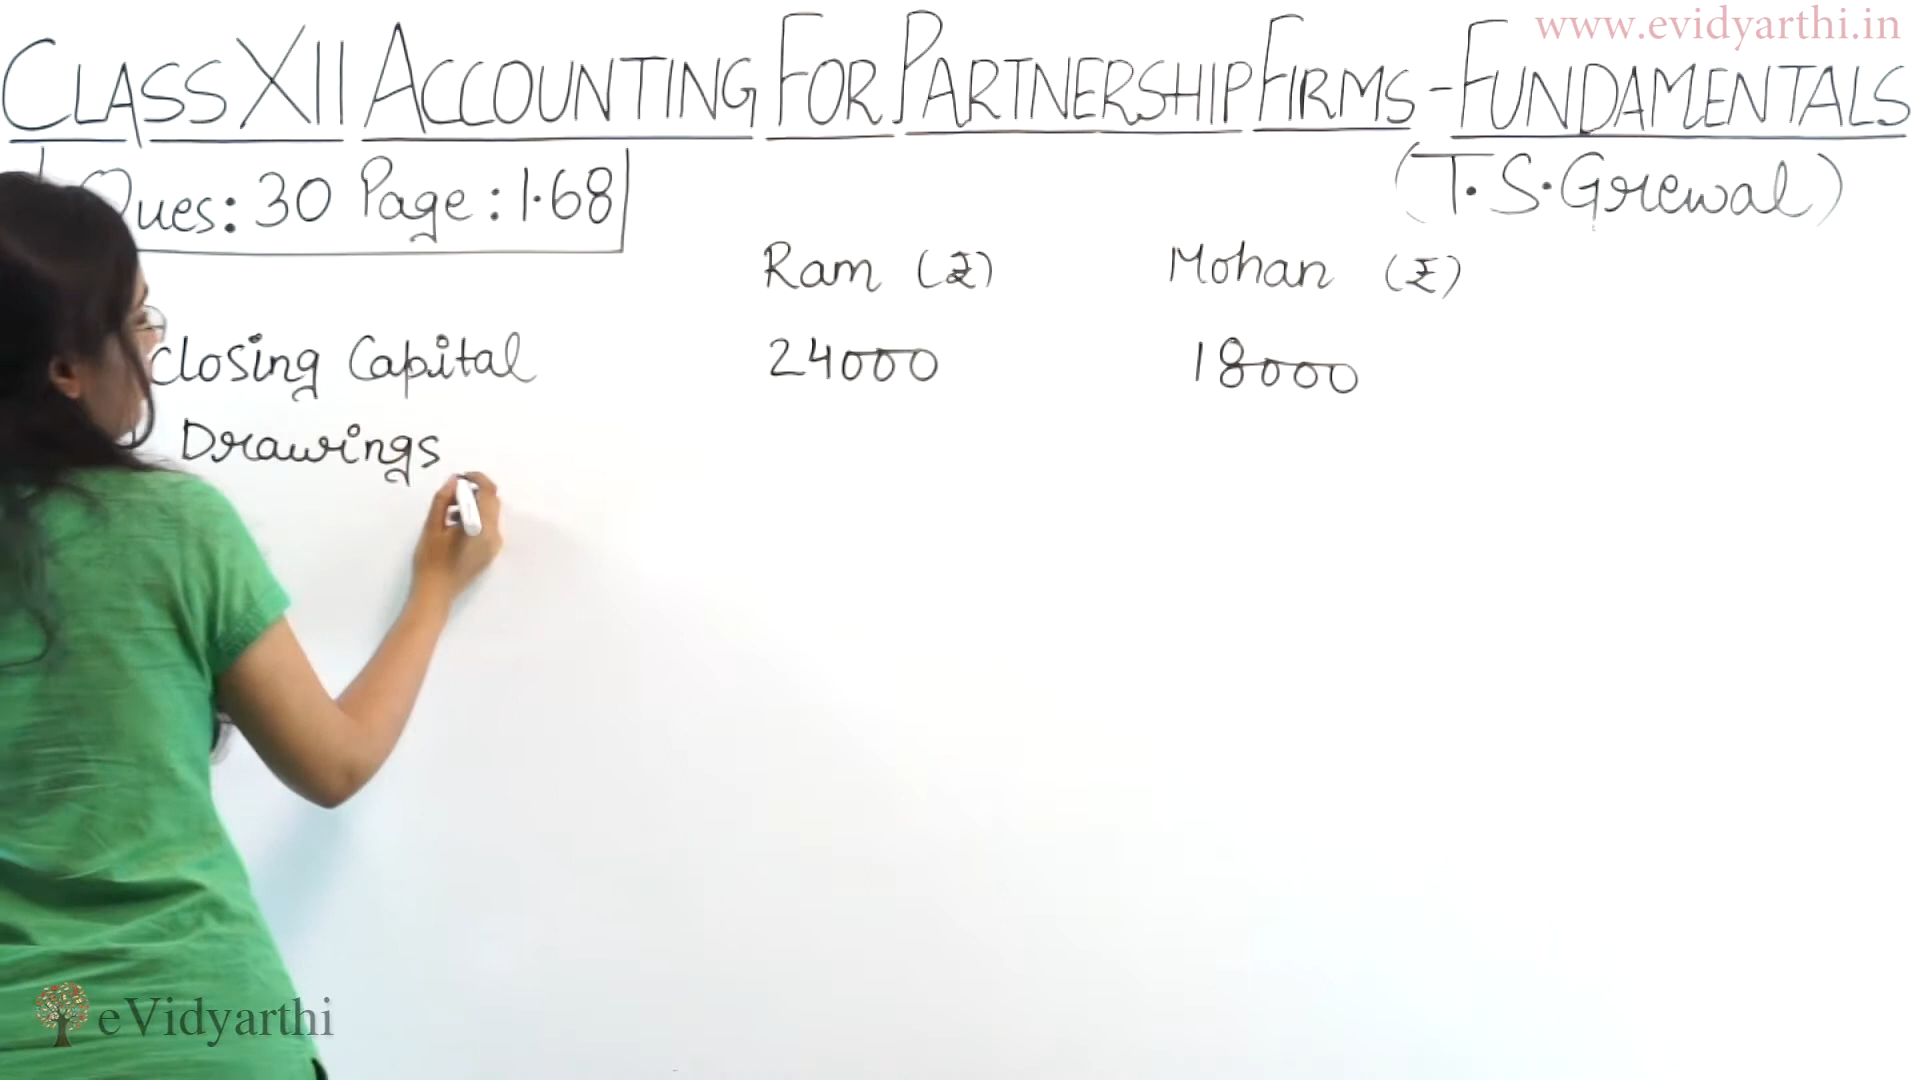 www.evidyarthi.in
CLASS XII ACCOUNTING FOR PARTNERSHIP FIRMS - FUNDAMENTALS
Ques: 30 Page: 1.68
(T.S. Grewal)
Ram (₹) Mohan (₹)
Closing Capital 24000 18000
Drawings
eVidyarthi